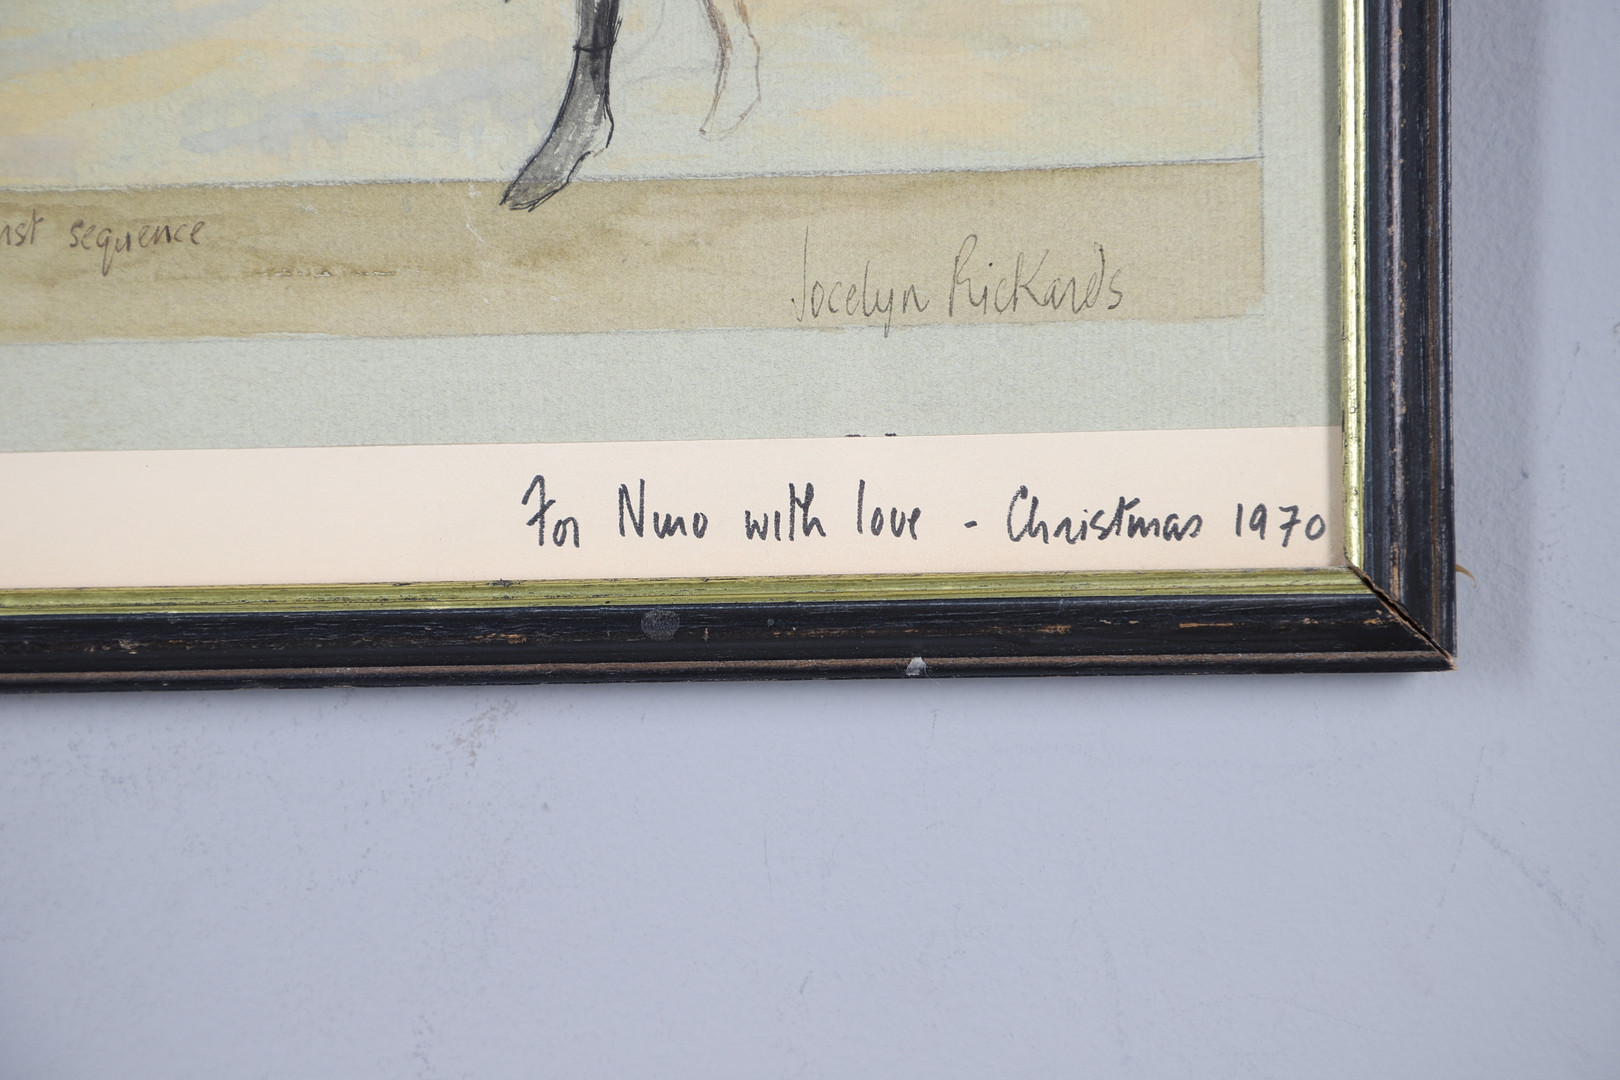 sequence
Jocelyn Rickards
For Nino with love - Christmas 1970